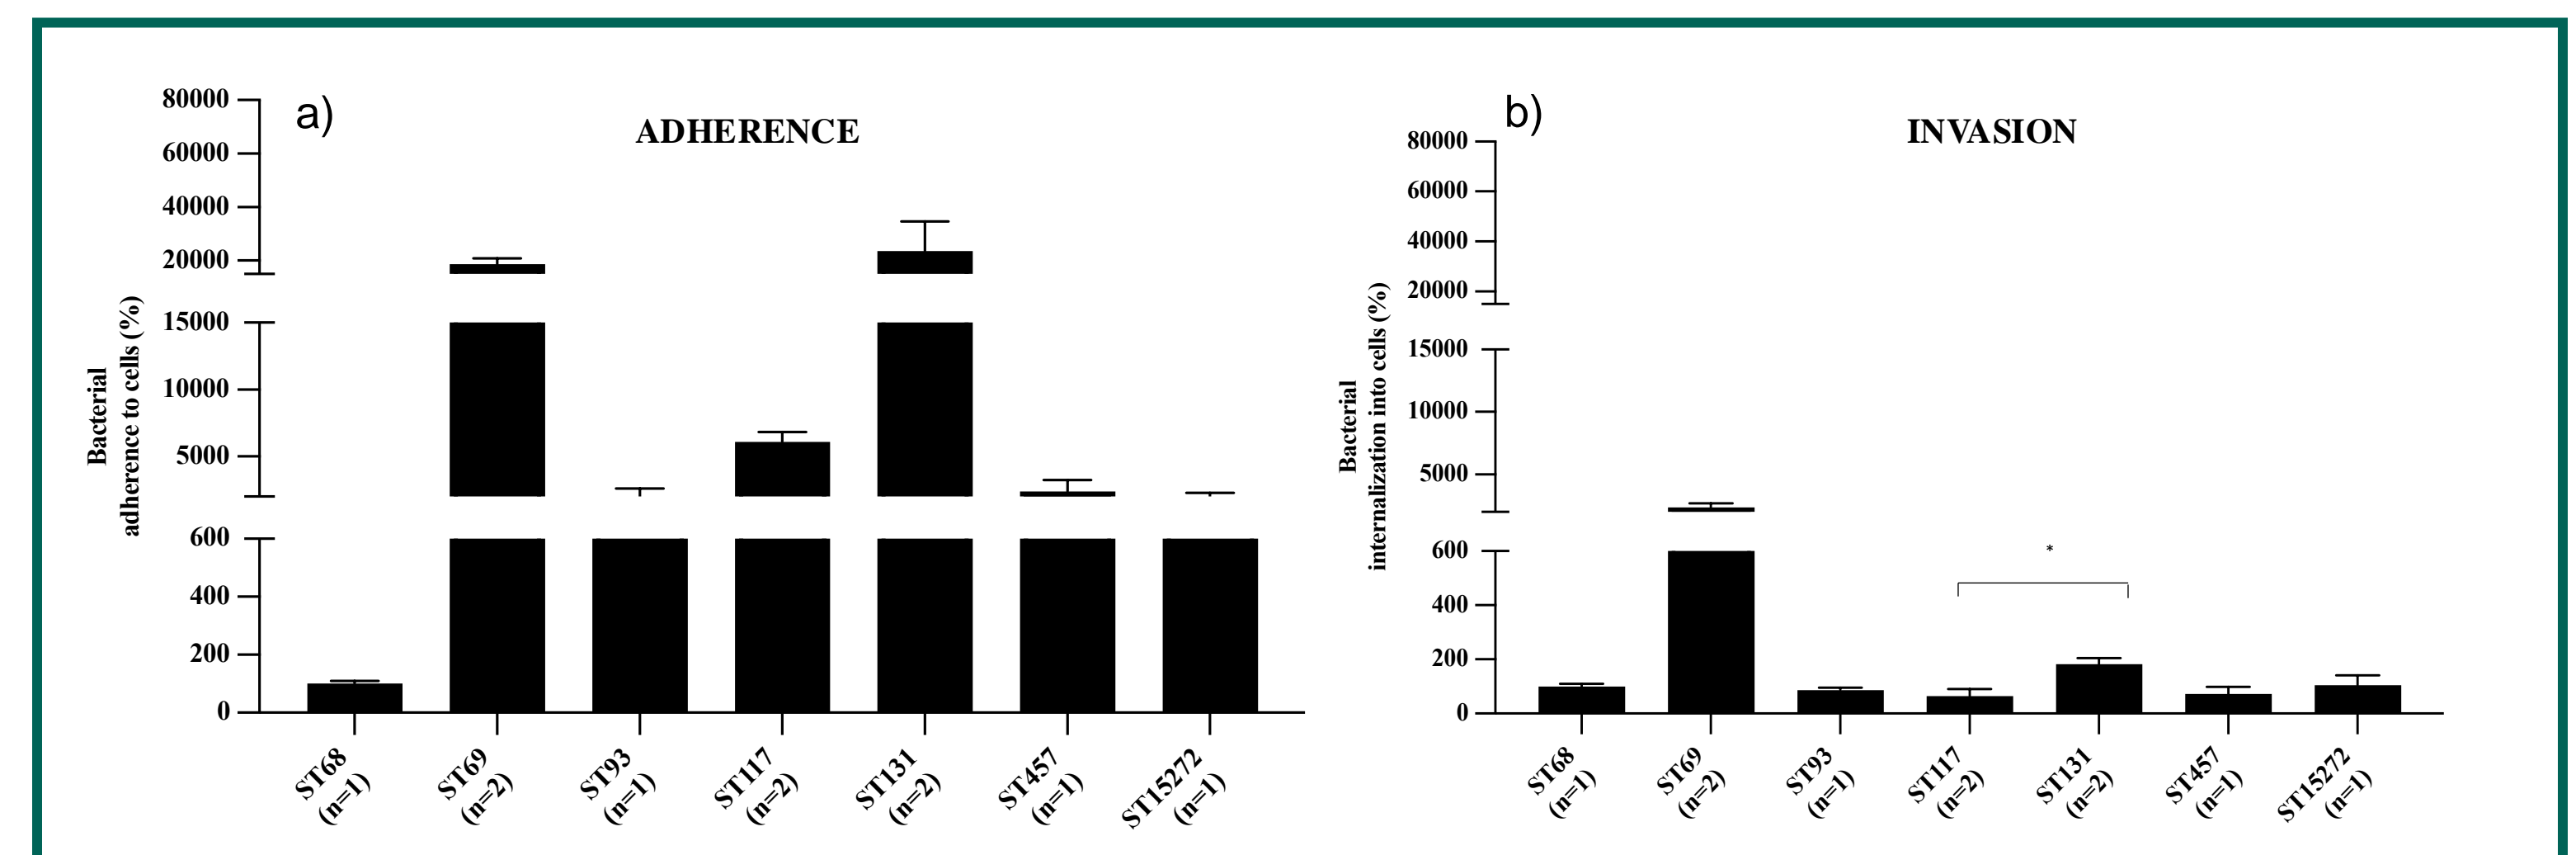 a)
ADHERENCE
80000
60000
40000
20000
15000
10000
5000
600
400
200
0
Bacterial
adherence to cells (%)
ST68
(n=1)
ST69
(n=2)
ST93
(n=1)
ST117
(n=2)
ST131
(n=2)
ST457
(n=1)
ST15272
(n=1)
b)
INVASION
80000
60000
40000
20000
15000
10000
5000
600
400
200
0
Bacterial
internalization into cells (%)
*
ST68
(n=1)
ST69
(n=2)
ST93
(n=1)
ST117
(n=2)
ST131
(n=2)
ST457
(n=1)
ST15272
(n=1)